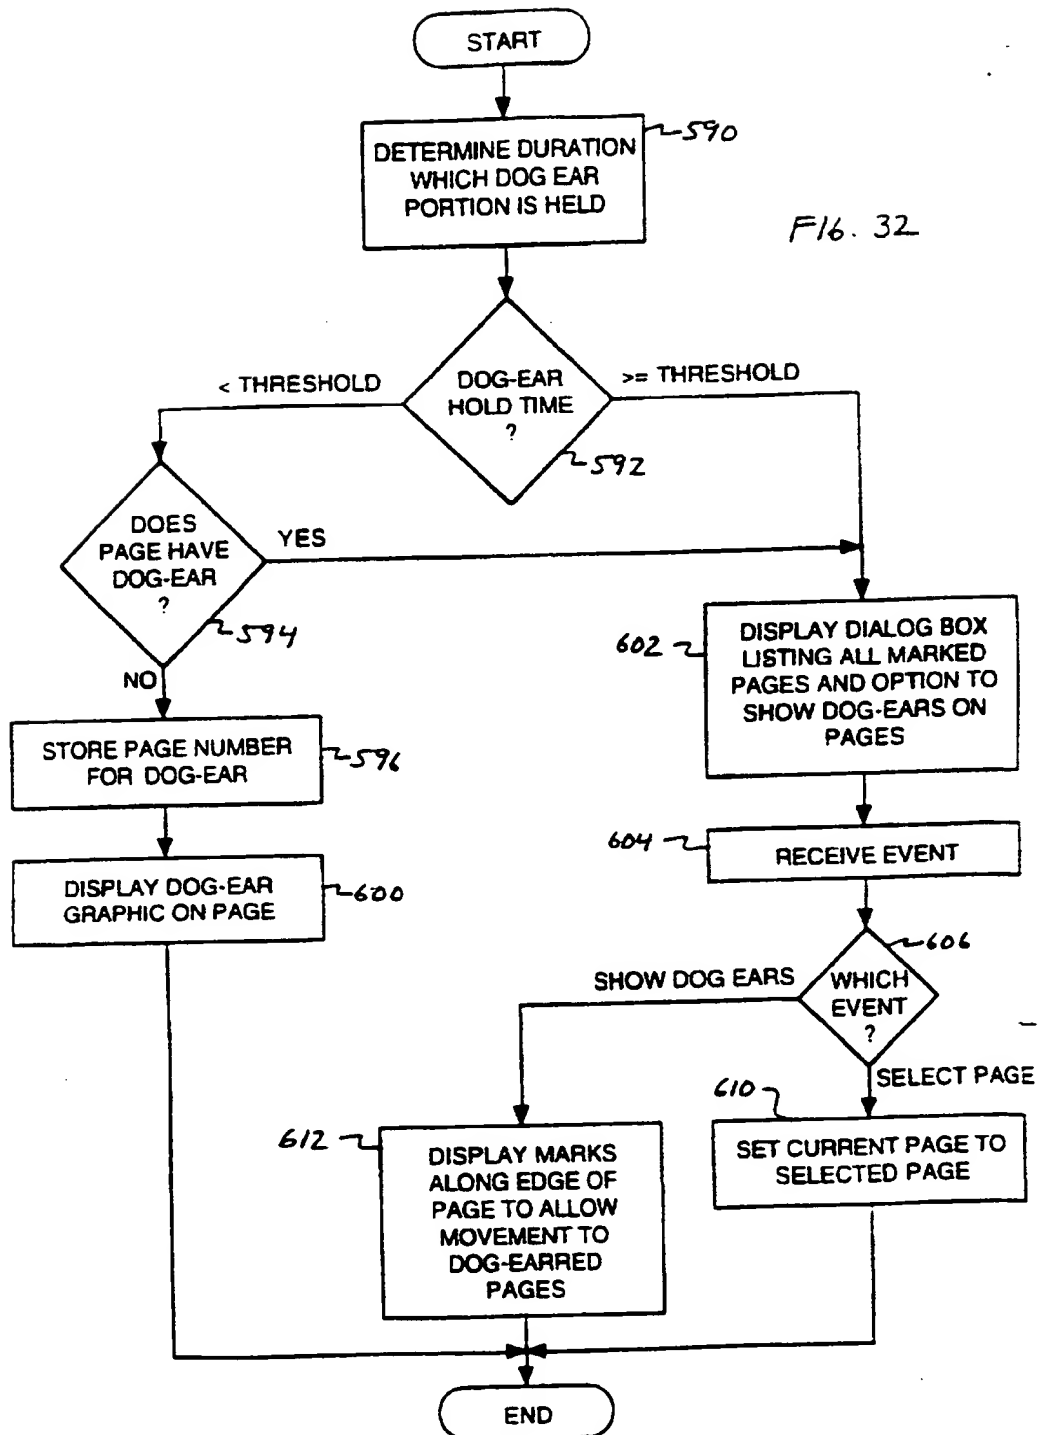 START
590
DETERMINE DURATION
WHICH DOG EAR
PORTION IS HELD
FIG. 32
< THRESHOLD
DOG-EAR
HOLD TIME
?
>= THRESHOLD
592
DOES
PAGE HAVE
DOG-EAR
?
YES
594
NO
602
DISPLAY DIALOG BOX
LISTING ALL MARKED
PAGES AND OPTION TO
SHOW DOG-EARS ON
PAGES
STORE PAGE NUMBER
FOR DOG-EAR
596
604
RECEIVE EVENT
DISPLAY DOG-EAR
GRAPHIC ON PAGE
600
606
SHOW DOG EARS
WHICH
EVENT
?
SELECT PAGE
610
SET CURRENT PAGE TO
SELECTED PAGE
612
DISPLAY MARKS
ALONG EDGE OF
PAGE TO ALLOW
MOVEMENT TO
DOG-EARRED
PAGES
END